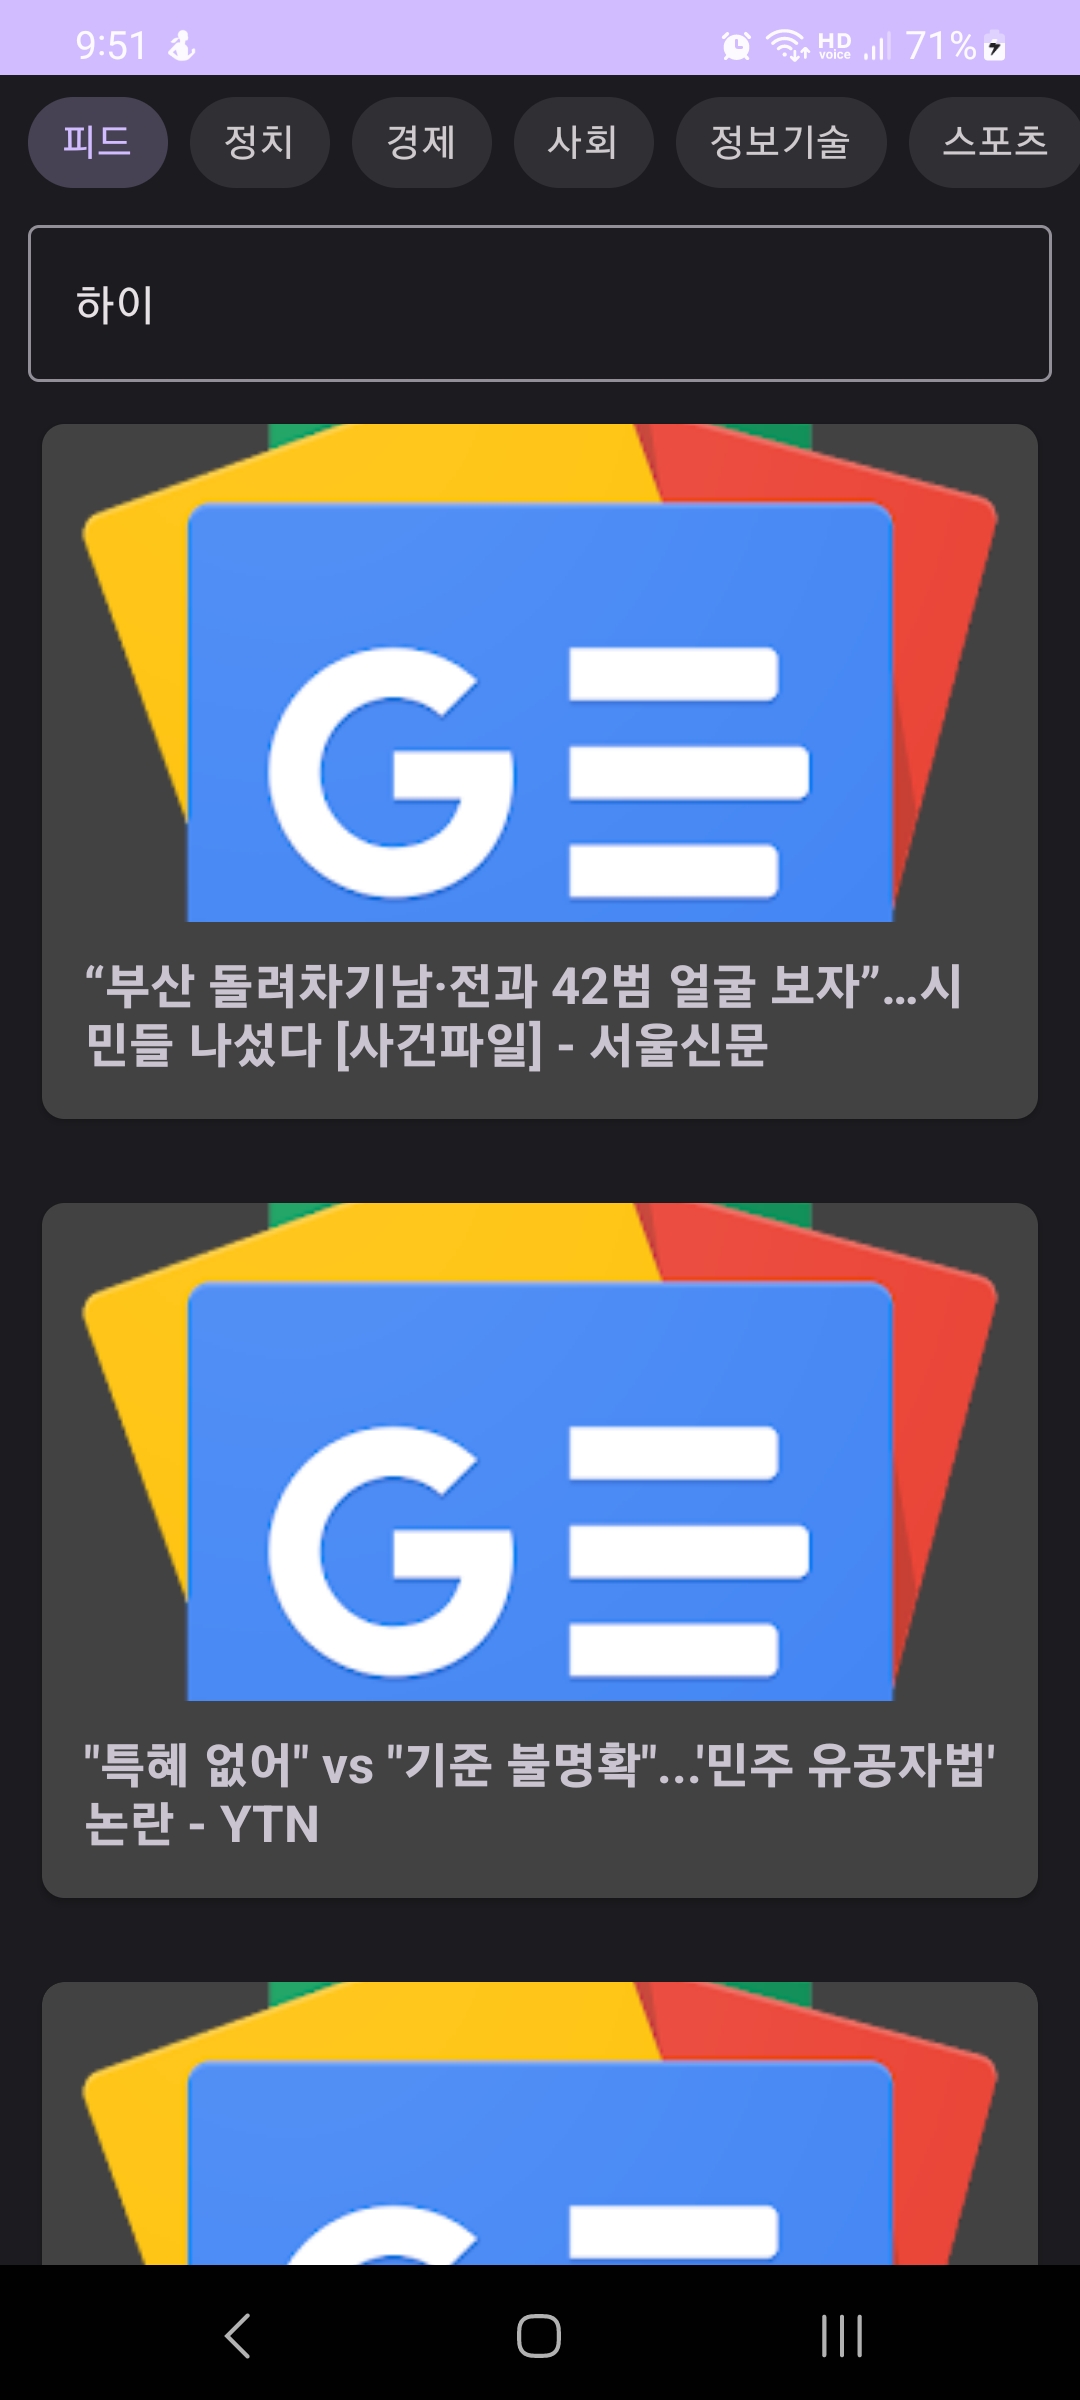 9:51
HD voice
71%
피드
정치
경제
사회
정보기술
스포츠
하이
G
“부산 돌려차기남·전과 42범 얼굴 보자”...시
민들 나섰다 [사건파일] - 서울신문
G
"특혜 없어" vs "기준 불명확"...'민주 유공자법'
논란 - YTN
G